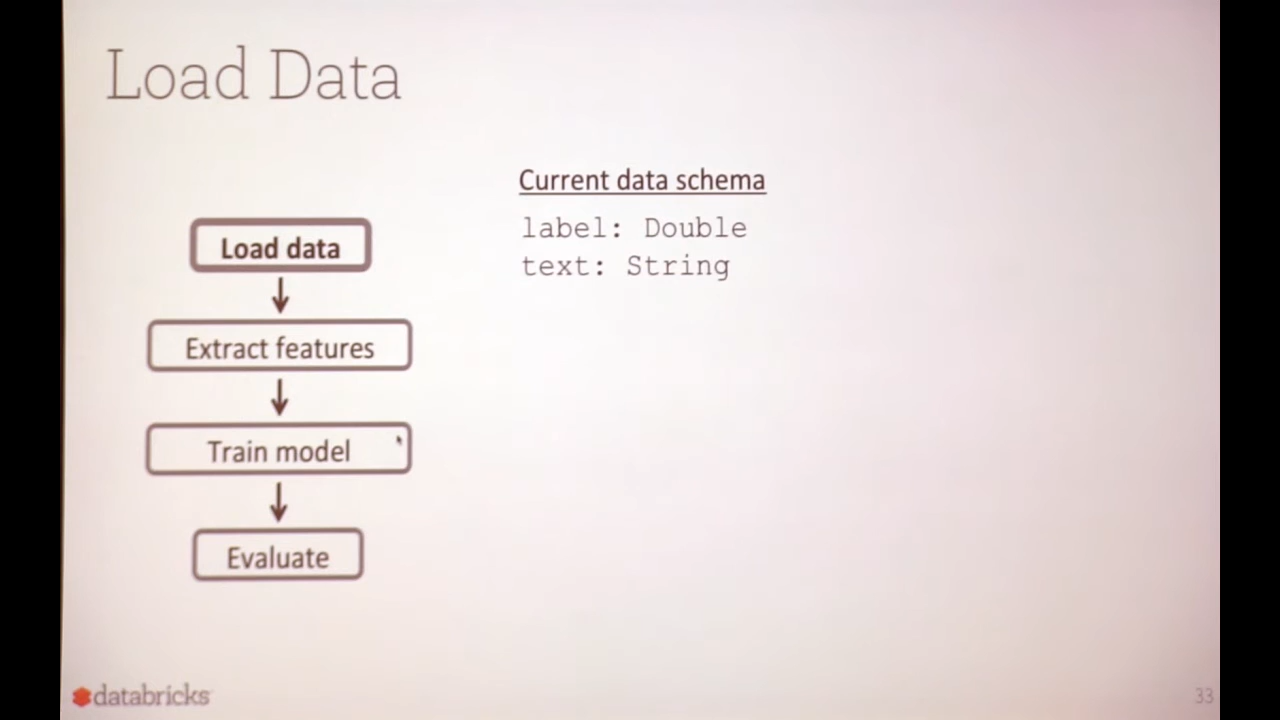 Load Data
Current data schema
label: Double
text: String
Load data
Extract features
Train model
Evaluate
databricks
33